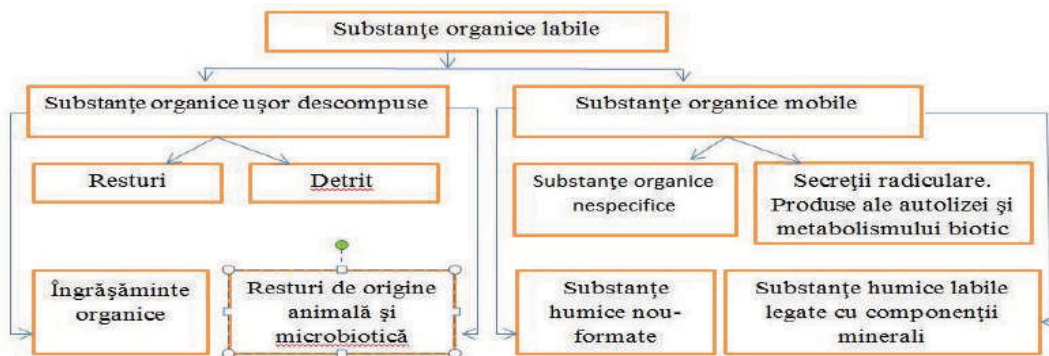 Substanţe organice labile
Substanţe organice uşor descompuse
Substanţe organice mobile
Resturi
Detrit
Substanţe organice
nespecifice
Secreţii radiculare.
Produse ale autolizei şi
metabolismului biotic
Îngrăşăminte
organice
Resturi de origine
animală şi
microbiotică
Substanţe
humice nou-
formate
Substanţe humice labile
legate cu componenţii
minerali